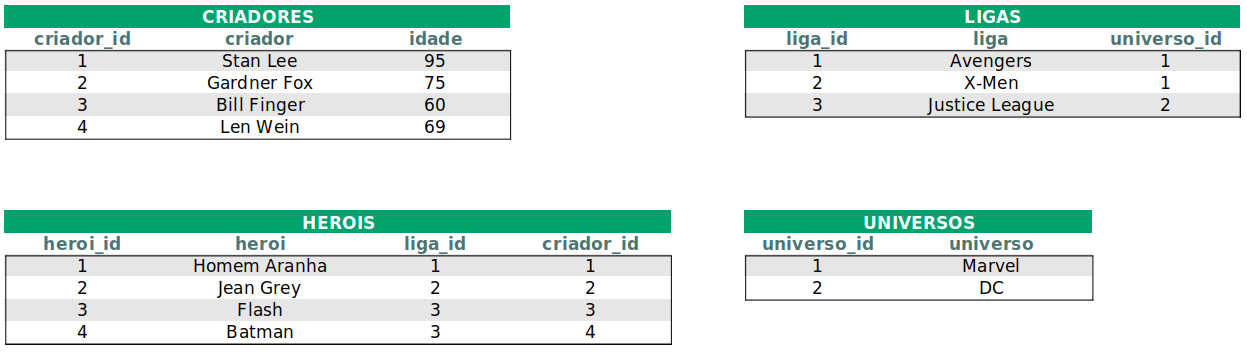 CRIADORES
criador_id criador idade
1 Stan Lee 95
2 Gardner Fox 75
3 Bill Finger 60
4 Len Wein 69
LIGAS
liga_id liga universo_id
1 Avengers 1
2 X-Men 1
3 Justice League 2
HEROIS
heroi_id heroi liga_id criador_id
1 Homem Aranha 1 1
2 Jean Grey 2 2
3 Flash 3 3
4 Batman 3 4
UNIVERSOS
universo_id universo
1 Marvel
2 DC